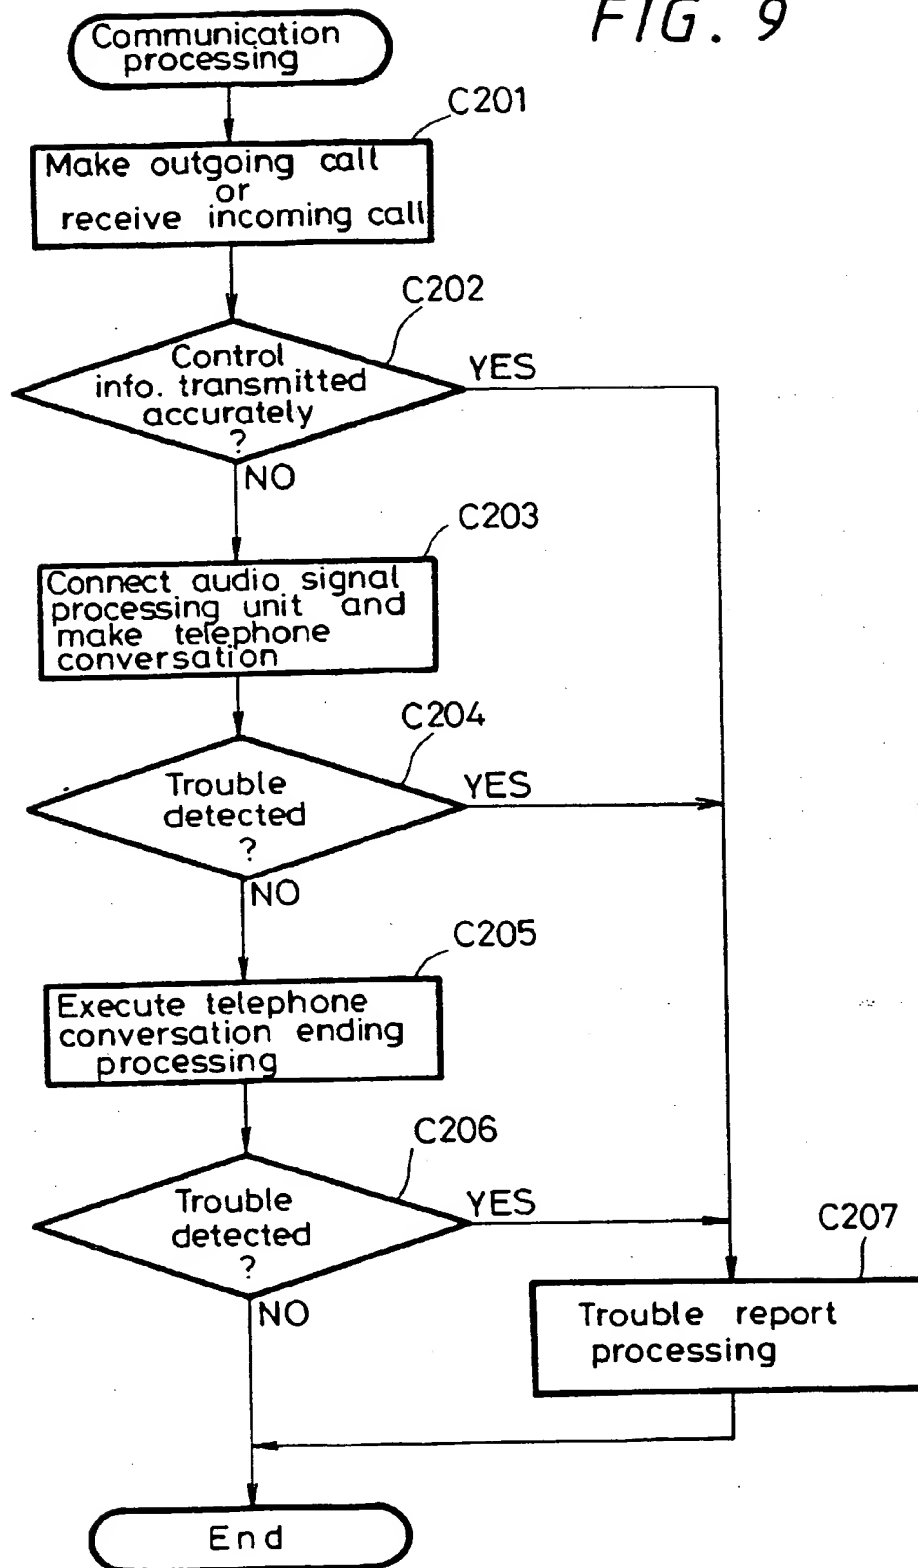 FIG. 9
Communication
processing
C201
Make outgoing call
or
receive incoming call
C202
Control
info. transmitted
accurately
?
YES
NO
C203
Connect audio signal
processing unit and
make telephone
conversation
C204
Trouble
detected
?
YES
NO
C205
Execute telephone
conversation ending
processing
C206
Trouble
detected
?
YES
NO
C207
Trouble report
processing
End